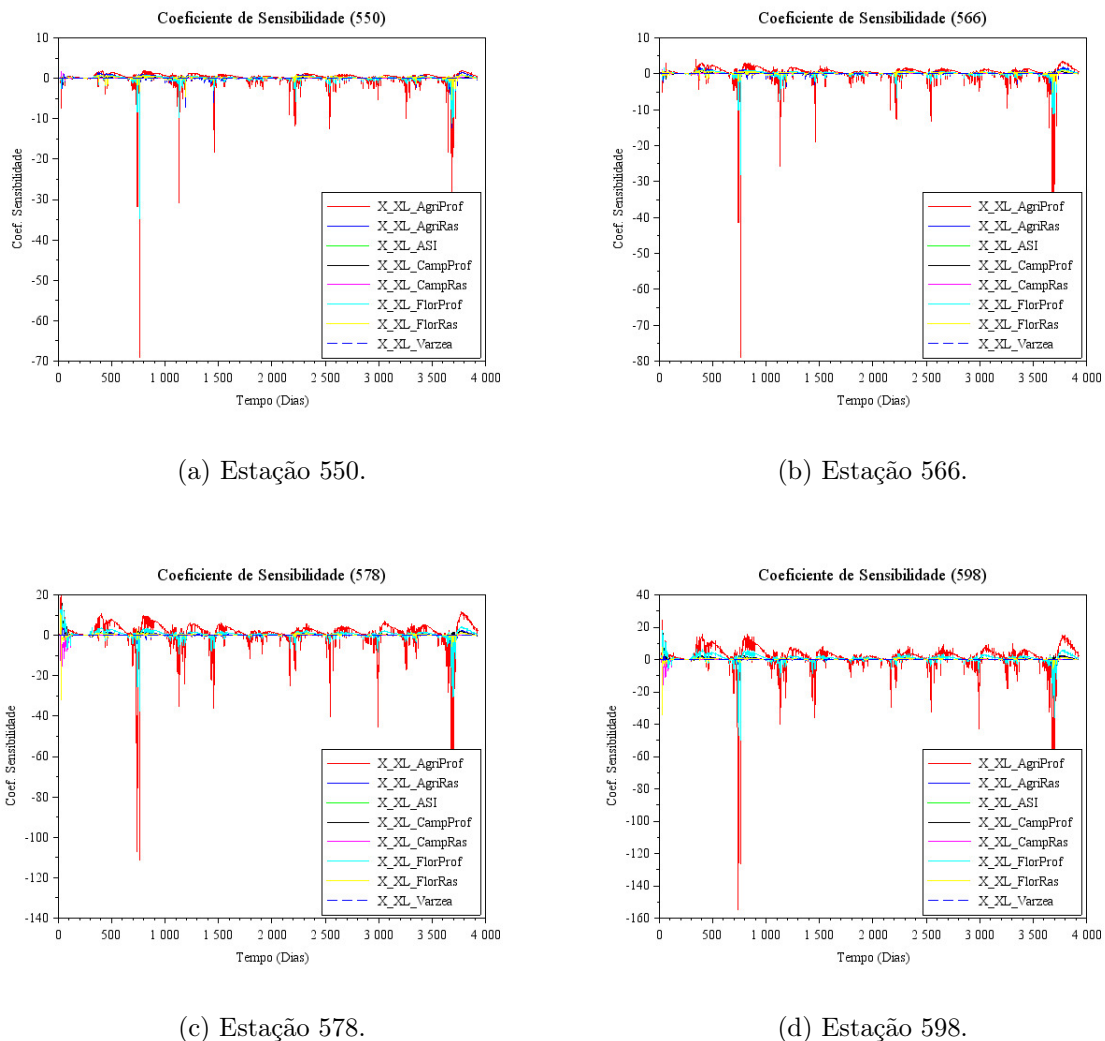 Coeficiente de Sensibilidade (550)
10
0
-10
-20
-30
-40
-50
-60
-70
Coef. Sensibilidade
X_XL_AgriProf
X_XL_AgriRas
X_XL_ASI
X_XL_CampProf
X_XL_CampRas
X_XL_FlorProf
X_XL_FlorRas
X_XL_Varzea
0 500 1 000 1 500 2 000 2 500 3 000 3 500 4 000
Tempo (Dias)
(a) Estação 550.
Coeficiente de Sensibilidade (566)
10
0
-10
-20
-30
-40
-50
-60
-70
-80
Coef. Sensibilidade
X_XL_AgriProf
X_XL_AgriRas
X_XL_ASI
X_XL_CampProf
X_XL_CampRas
X_XL_FlorProf
X_XL_FlorRas
X_XL_Varzea
0 500 1 000 1 500 2 000 2 500 3 000 3 500 4 000
Tempo (Dias)
(b) Estação 566.
Coeficiente de Sensibilidade (578)
20
0
-20
-40
-60
-80
-100
-120
-140
Coef. Sensibilidade
X_XL_AgriProf
X_XL_AgriRas
X_XL_ASI
X_XL_CampProf
X_XL_CampRas
X_XL_FlorProf
X_XL_FlorRas
X_XL_Varzea
0 500 1 000 1 500 2 000 2 500 3 000 3 500 4 000
Tempo (Dias)
(c) Estação 578.
Coeficiente de Sensibilidade (598)
40
20
0
-20
-40
-60
-80
-100
-120
-140
-160
Coef. Sensibilidade
X_XL_AgriProf
X_XL_AgriRas
X_XL_ASI
X_XL_CampProf
X_XL_CampRas
X_XL_FlorProf
X_XL_FlorRas
X_XL_Varzea
0 500 1 000 1 500 2 000 2 500 3 000 3 500 4 000
Tempo (Dias)
(d) Estação 598.